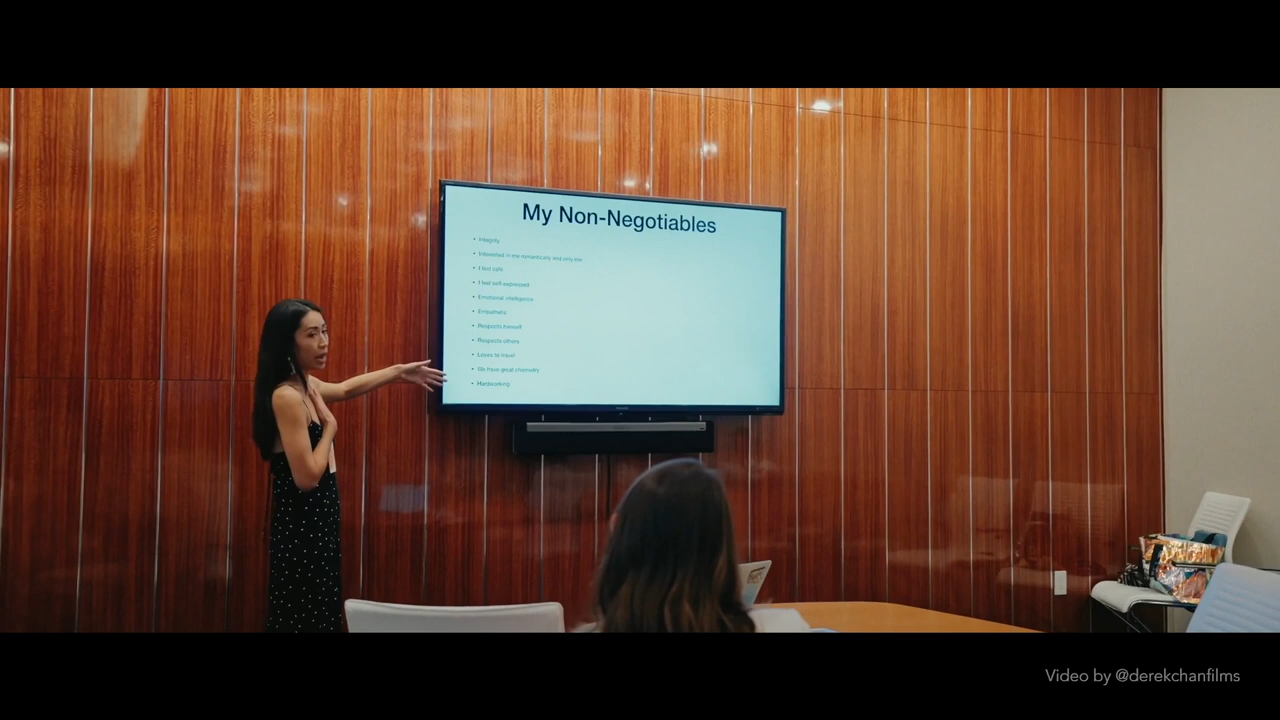 My Non-Negotiables
• Integrity
• Interested in me romantically and only me
• I feel safe
• I feel self-expressed
• Emotional intelligence
• Empathetic
• Respects himself
• Respects others
• Loves to travel
• We have great chemistry
• Hardworking
Video by @derekchanfilms